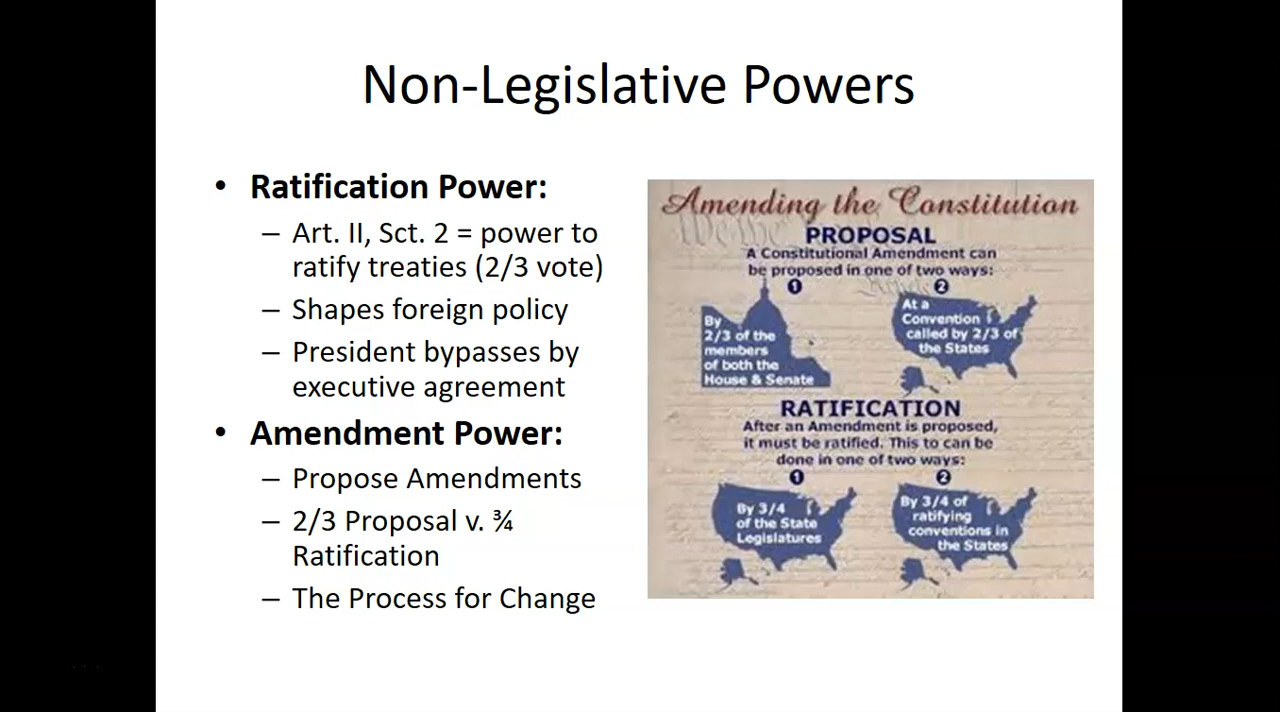 Non-Legislative Powers
• Ratification Power:
– Art. II, Sct. 2 = power to
ratify treaties (2/3 vote)
– Shapes foreign policy
– President bypasses by
executive agreement
• Amendment Power:
– Propose Amendments
– 2/3 Proposal v. ¾
Ratification
– The Process for Change
Amending the Constitution
We the
PROPOSAL
A Constitutional Amendment can
be proposed in one of two ways:
1
By
2/3 of the
members
of both the
House & Senate
2
At a
Convention
called by 2/3 of
the States
RATIFICATION
After an Amendment is proposed,
it must be ratified. This to can be
done in one of two ways:
1
By 3/4
of the State
Legislatures
2
By 3/4 of
ratifying
conventions in
the States